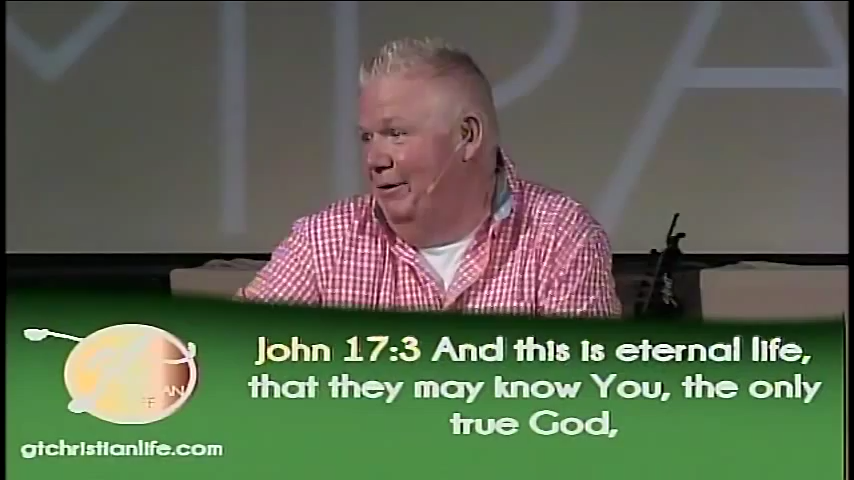 MPA
John 17:3 And this is eternal life,
that they may know You, the only
true God,
gtchristianlife.com